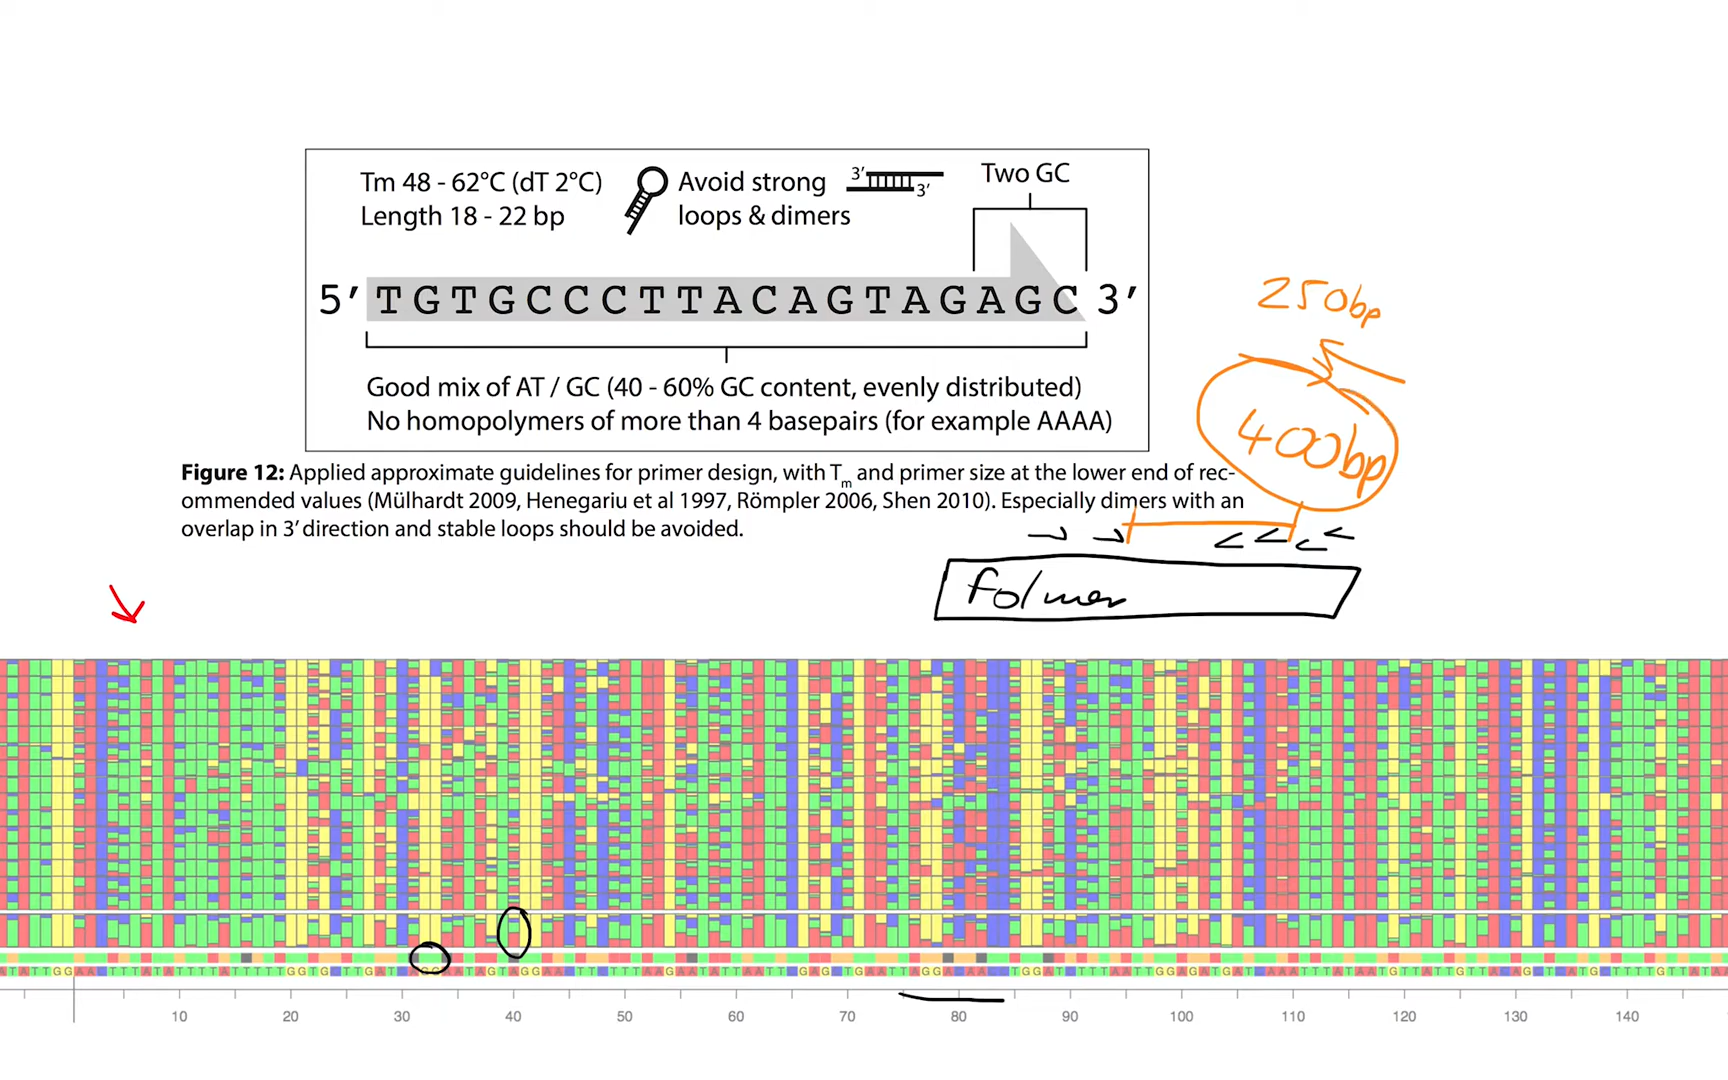 Tm 48 - 62°C (dT 2°C)
Length 18 - 22 bp
Avoid strong
loops & dimers
3′
3′
Two GC
5′ TGTGCCCTTACAGTAGAGC 3′
Good mix of AT / GC (40 - 60% GC content, evenly distributed)
No homopolymers of more than 4 basepairs (for example AAAA)
250bp
400bp
Figure 12: Applied approximate guidelines for primer design, with Tm and primer size at the lower end of rec-
ommended values (Mülhardt 2009, Henegariu et al 1997, Römpler 2006, Shen 2010). Especially dimers with an
overlap in 3′ direction and stable loops should be avoided.
Folmer
10 20 30 40 50 60 70 80 90 100 110 120 130 140